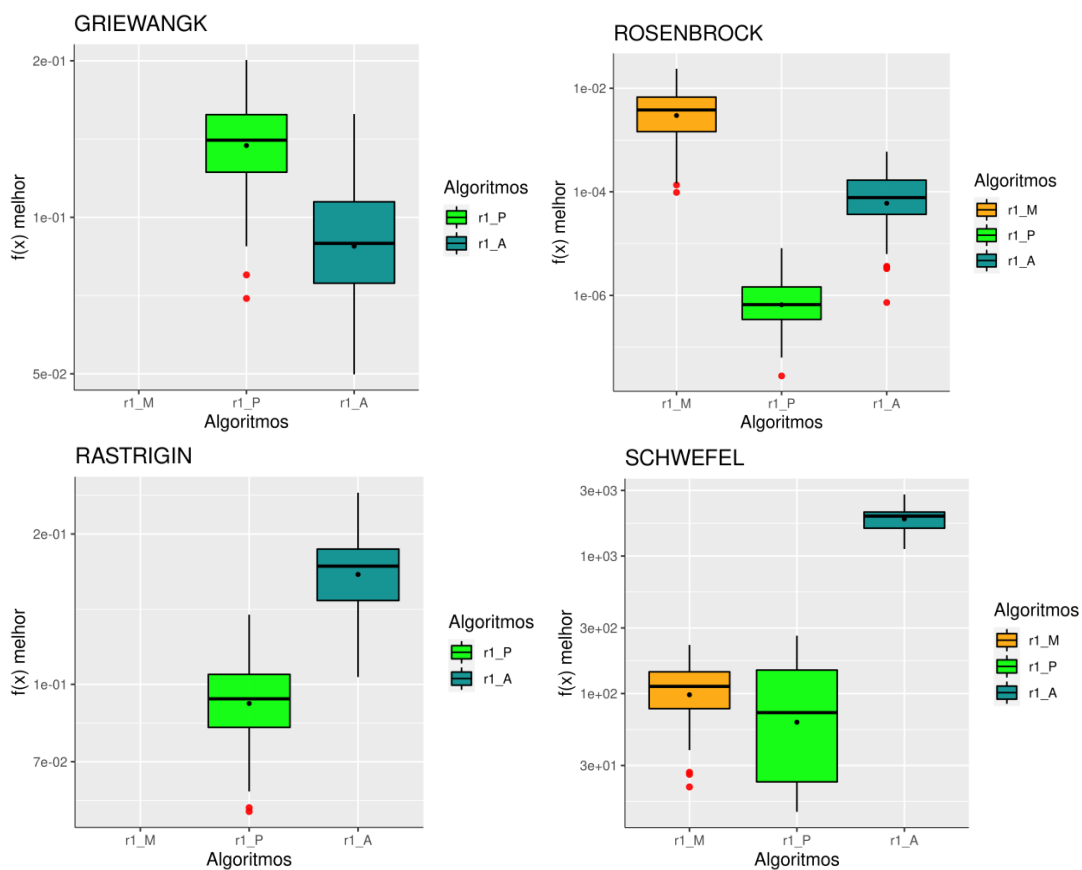 GRIEWANGK
2e-01
1e-01
5e-02
f(x) melhor
r1_M r1_P r1_A
Algoritmos
Algoritmos
r1_P
r1_A
ROSENBROCK
1e-02
1e-04
1e-06
f(x) melhor
r1_M r1_P r1_A
Algoritmos
Algoritmos
r1_M
r1_P
r1_A
RASTRIGIN
2e-01
1e-01
7e-02
f(x) melhor
r1_M r1_P r1_A
Algoritmos
Algoritmos
r1_P
r1_A
SCHWEFEL
3e+03
1e+03
3e+02
1e+02
3e+01
f(x) melhor
r1_M r1_P r1_A
Algoritmos
Algoritmos
r1_M
r1_P
r1_A